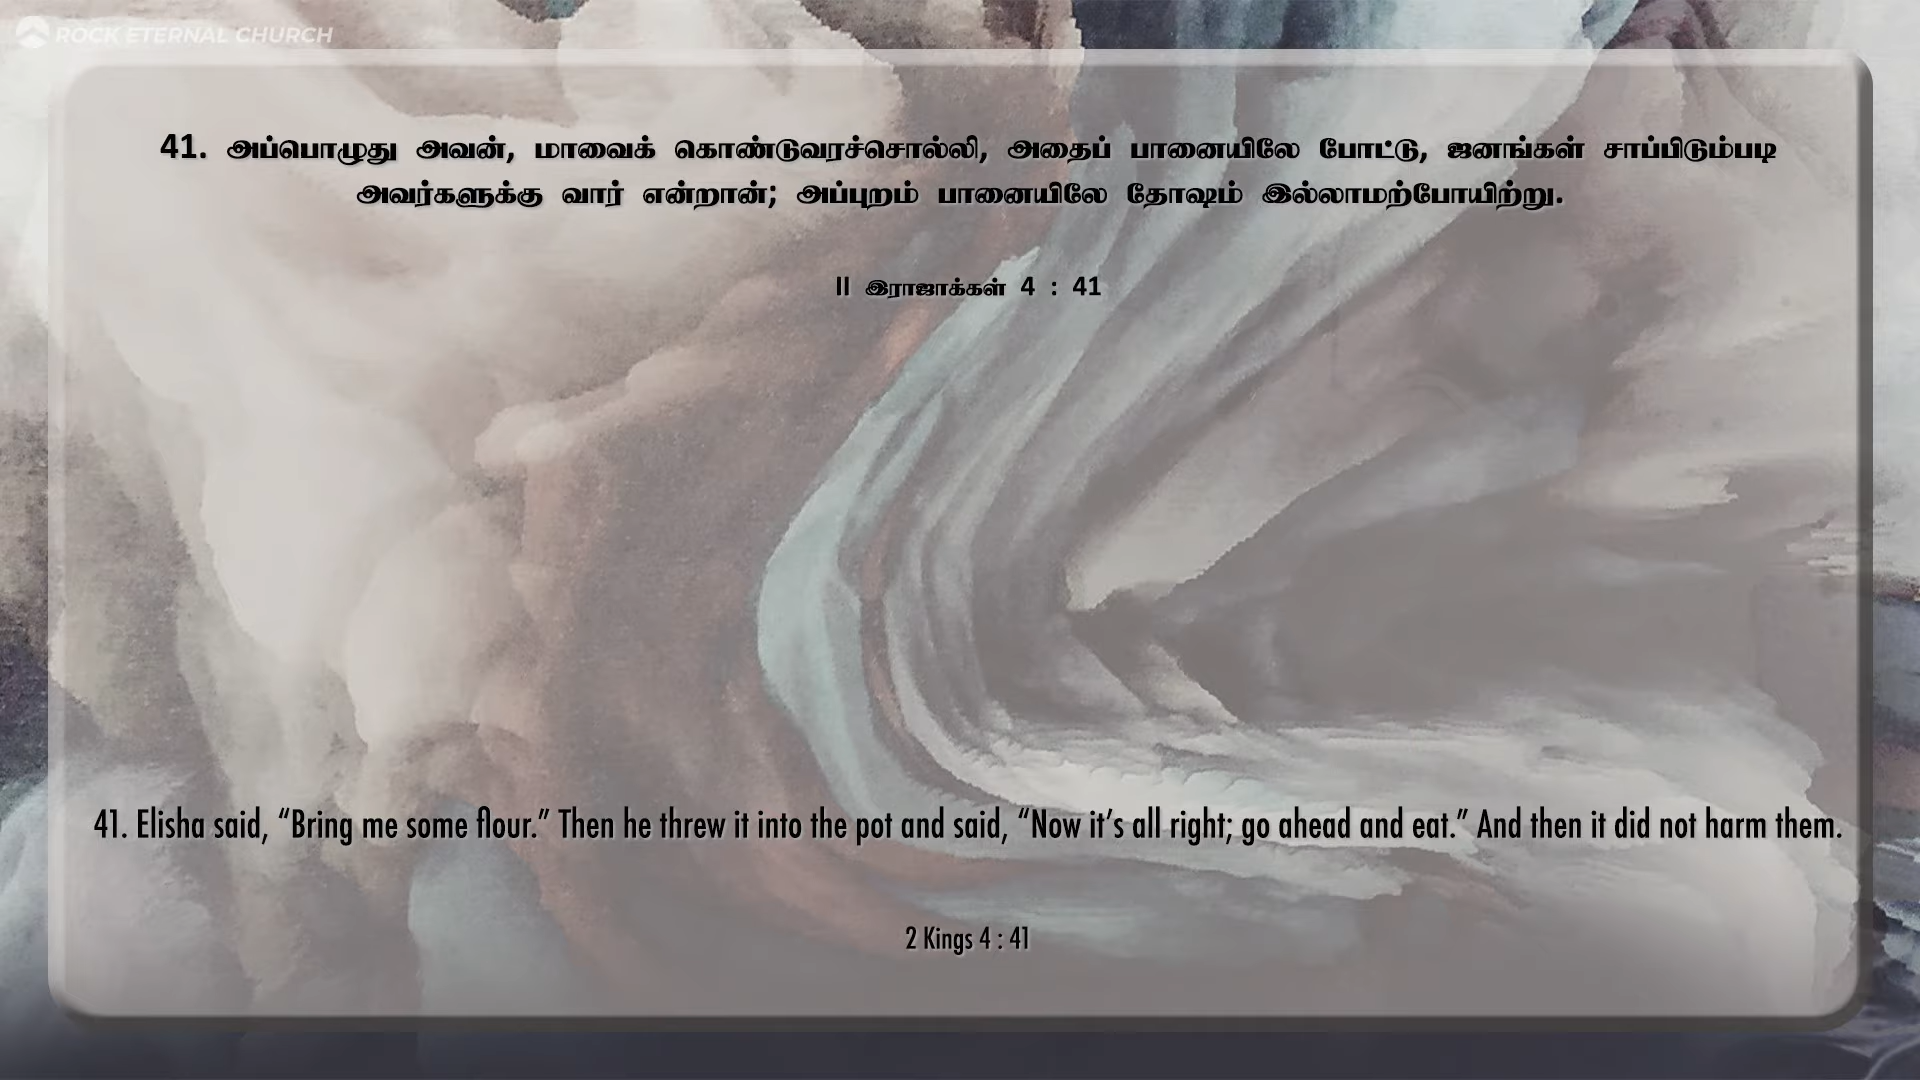 ROCK ETERNAL CHURCH
41. அப்பொழுது அவன், மாவைக் கொண்டுவரச்சொல்லி, அதைப் பானையிலே போட்டு, ஜனங்கள் சாப்பிடும்படி
அவர்களுக்கு வார் என்றான்; அப்புறம் பானையிலே தோஷம் இல்லாமற்போயிற்று.
II இராஜாக்கள் 4 : 41
41. Elisha said, “Bring me some flour.” Then he threw it into the pot and said, “Now it’s all right; go ahead and eat.” And then it did not harm them.
2 Kings 4 : 41